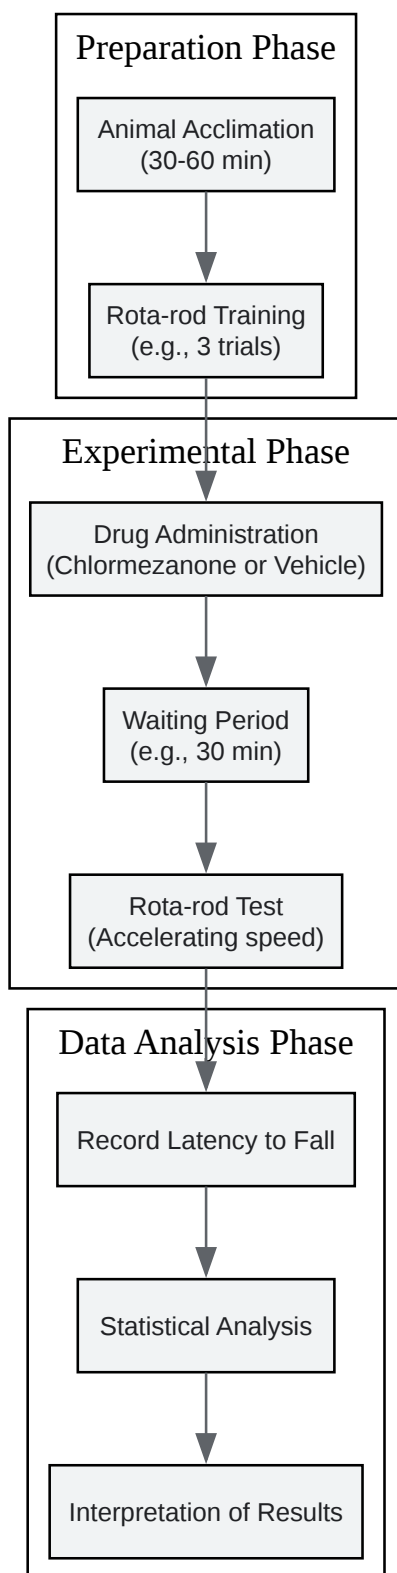 Preparation Phase
Animal Acclimation
(30-60 min)
Rota-rod Training
(e.g., 3 trials)
Experimental Phase
Drug Administration
(Chlormezanone or Vehicle)
Waiting Period
(e.g., 30 min)
Rota-rod Test
(Accelerating speed)
Data Analysis Phase
Record Latency to Fall
Statistical Analysis
Interpretation of Results